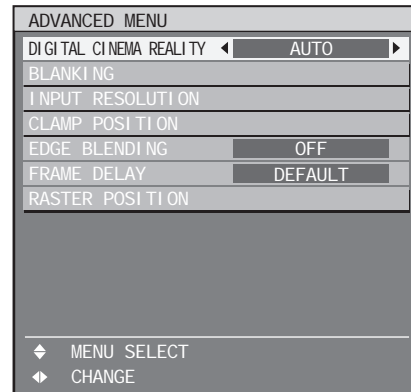 ADVANCED MENU
DIGITAL CINEMA REALITY AUTO
BLANKING
INPUT RESOLUTION
CLAMP POSITION
EDGE BLENDING OFF
FRAME DELAY DEFAULT
RASTER POSITION
MENU SELECT
CHANGE